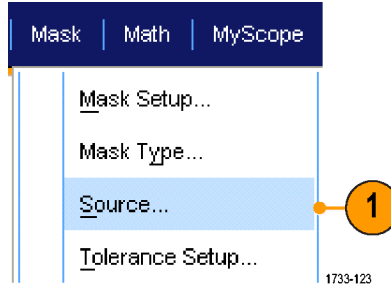 Mask | Math | MyScope
Mask Setup...
Mask Type...
Source...
1
Tolerance Setup...
1733-123